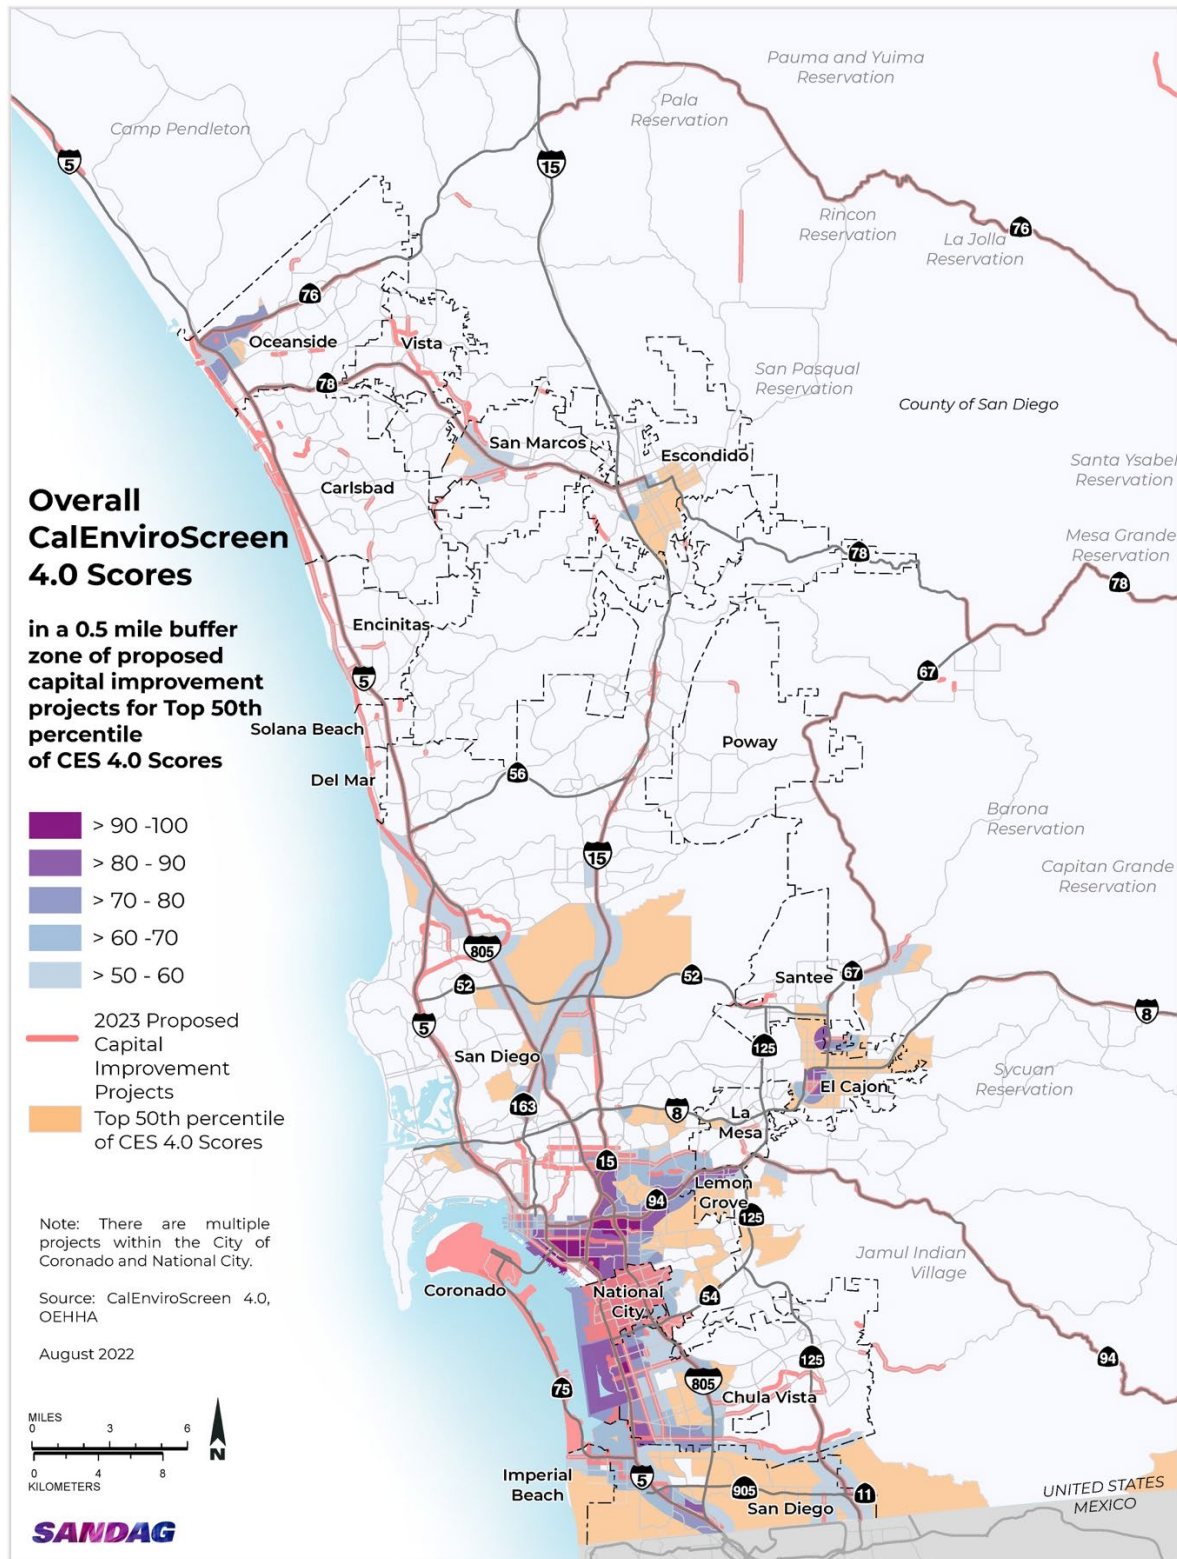 Overall
CalEnviroScreen
4.0 Scores
in a 0.5 mile buffer
zone of proposed
capital improvement
projects for Top 50th
percentile
of CES 4.0 Scores
> 90 -100
> 80 - 90
> 70 - 80
> 60 -70
> 50 - 60
2023 Proposed
Capital
Improvement
Projects
Top 50th percentile
of CES 4.0 Scores
Note: There are multiple
projects within the City of
Coronado and National City.
Source: CalEnviroScreen 4.0,
OEHHA
August 2022
MILES
0 3 6
0 4 8
KILOMETERS
N
SANDAG
Pauma and Yuima
Reservation
Pala
Reservation
Camp Pendleton
5
15
Rincon
Reservation
La Jolla
Reservation
76
76
Oceanside
Vista
78
San Pasqual
Reservation
County of San Diego
San Marcos
Escondido
Santa Ysabel
Reservation
Carlsbad
Mesa Grande
Reservation
78
78
Encinitas
5
67
Solana Beach
Poway
Del Mar
56
Barona
Reservation
15
Capitan Grande
Reservation
805
52
52
Santee
67
5
8
San Diego
125
Sycuan
Reservation
El Cajon
163
8
La
Mesa
15
Lemon
Grove
94
125
Jamul Indian
Village
Coronado
National
City
54
125
94
75
805
Chula Vista
Imperial
Beach
5
905
San Diego
11
UNITED STATES
MEXICO